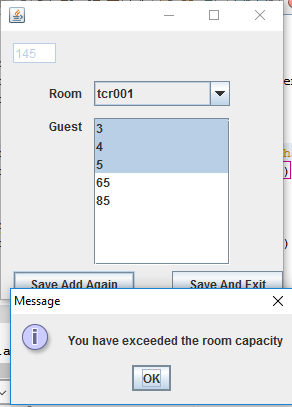 145
Room tcr001
Guest 3
4
5
65
85
Save Add Again Save And Exit
Message
You have exceeded the room capacity
OK